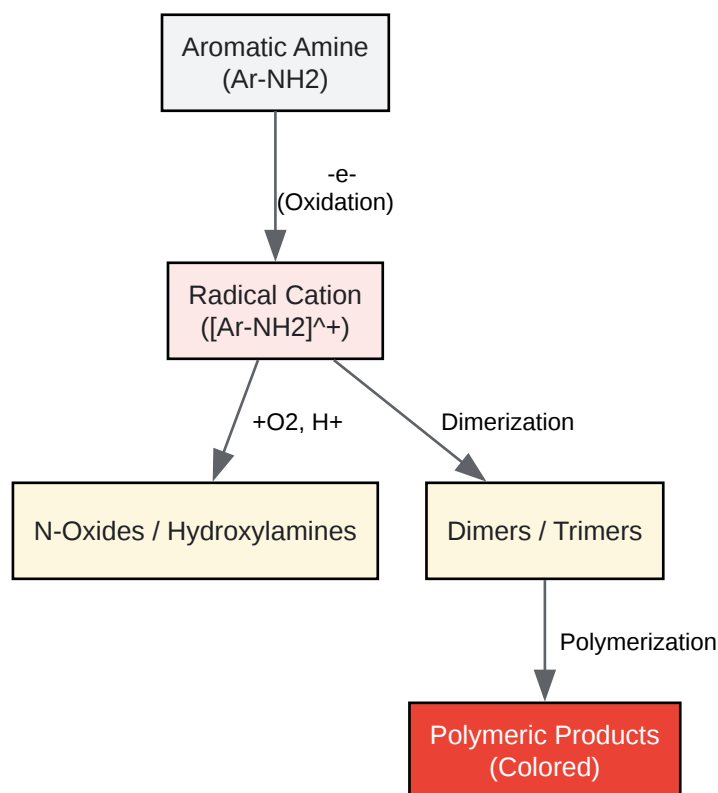 Aromatic Amine
(Ar-NH2)
-e-
(Oxidation)
Radical Cation
([Ar-NH2]^+)
+O2, H+
Dimerization
N-Oxides / Hydroxylamines
Dimers / Trimers
Polymerization
Polymeric Products
(Colored)